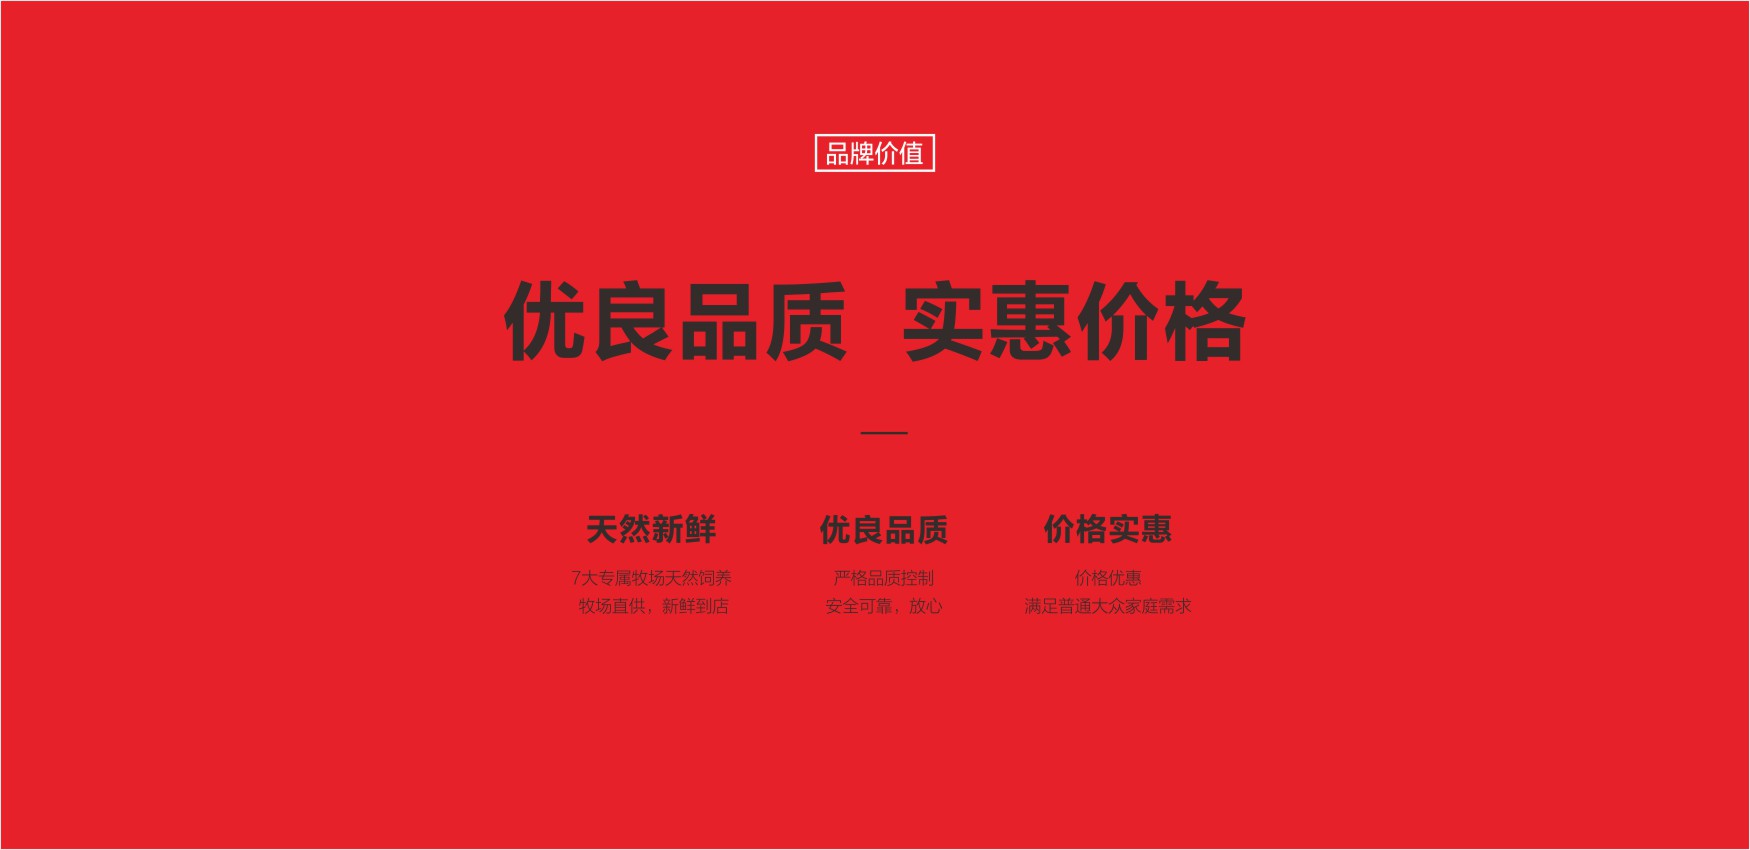 品牌价值
优良品质 实惠价格
天然新鲜 优良品质 价格实惠
7大专属牧场天然饲养 严格品质控制 价格优惠
牧场直供，新鲜到店 安全可靠，放心 满足普通大众家庭需求